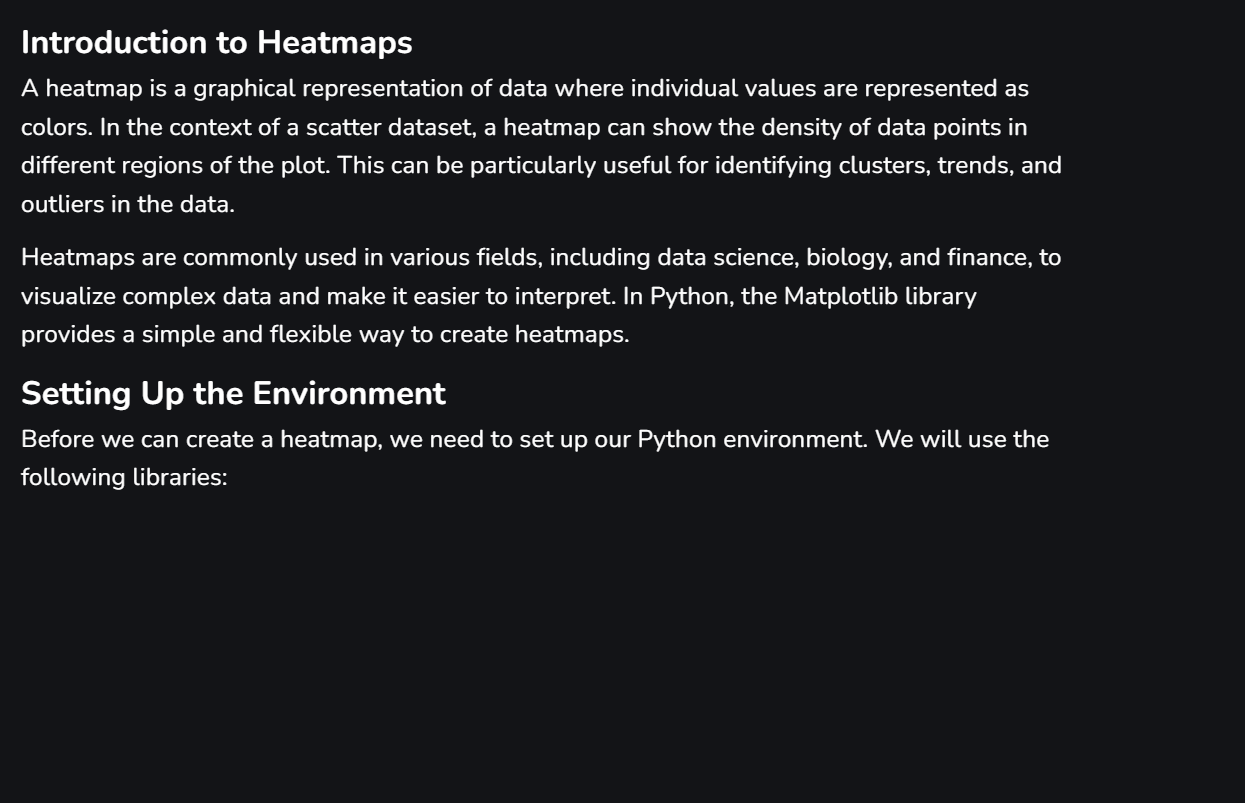 Introduction to Heatmaps
A heatmap is a graphical representation of data where individual values are represented as
colors. In the context of a scatter dataset, a heatmap can show the density of data points in
different regions of the plot. This can be particularly useful for identifying clusters, trends, and
outliers in the data.
Heatmaps are commonly used in various fields, including data science, biology, and finance, to
visualize complex data and make it easier to interpret. In Python, the Matplotlib library
provides a simple and flexible way to create heatmaps.
Setting Up the Environment
Before we can create a heatmap, we need to set up our Python environment. We will use the
following libraries: